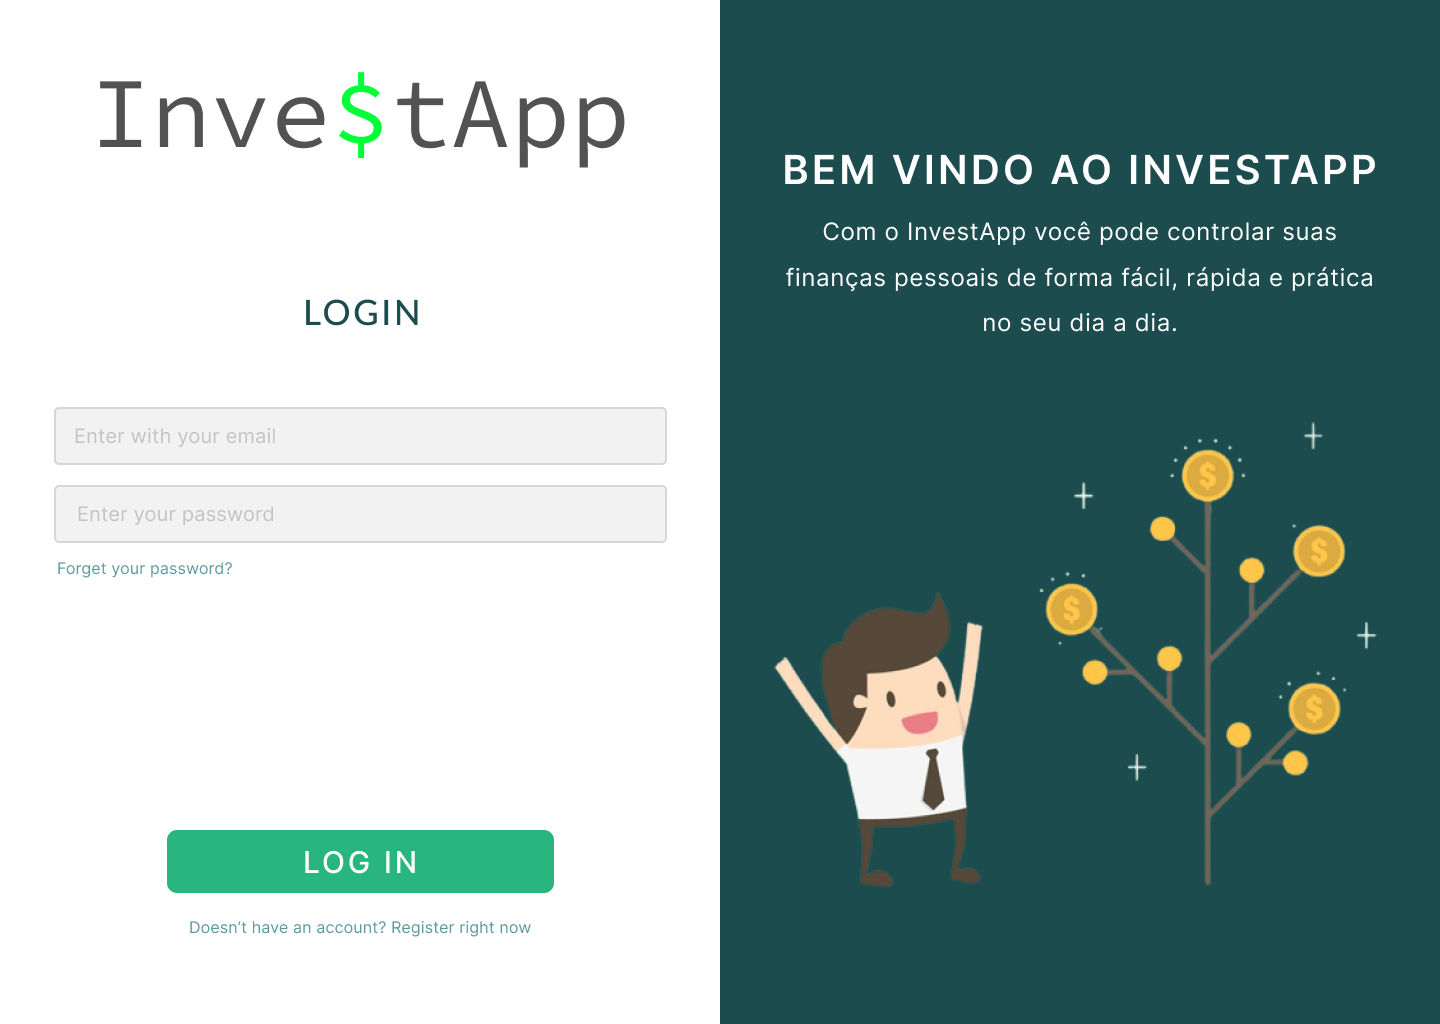 Inve$tApp
LOGIN
Enter with your email
Enter your password
Forget your password?
LOG IN
Doesn’t have an account? Register right now
BEM VINDO AO INVESTAPP
Com o InvestApp você pode controlar suas
finanças pessoais de forma fácil, rápida e prática
no seu dia a dia.
$
$
$
$